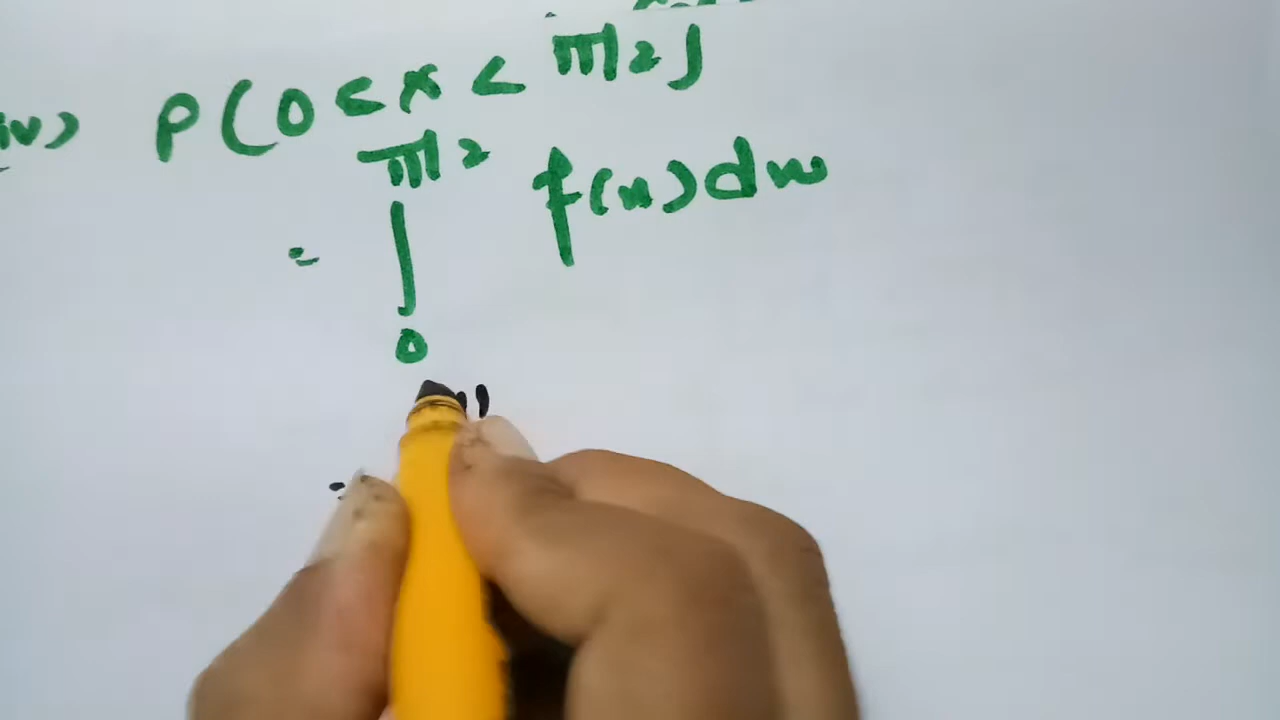 iv) P(0 < x < π/2)
π/2
= ∫ f(x) dx
0